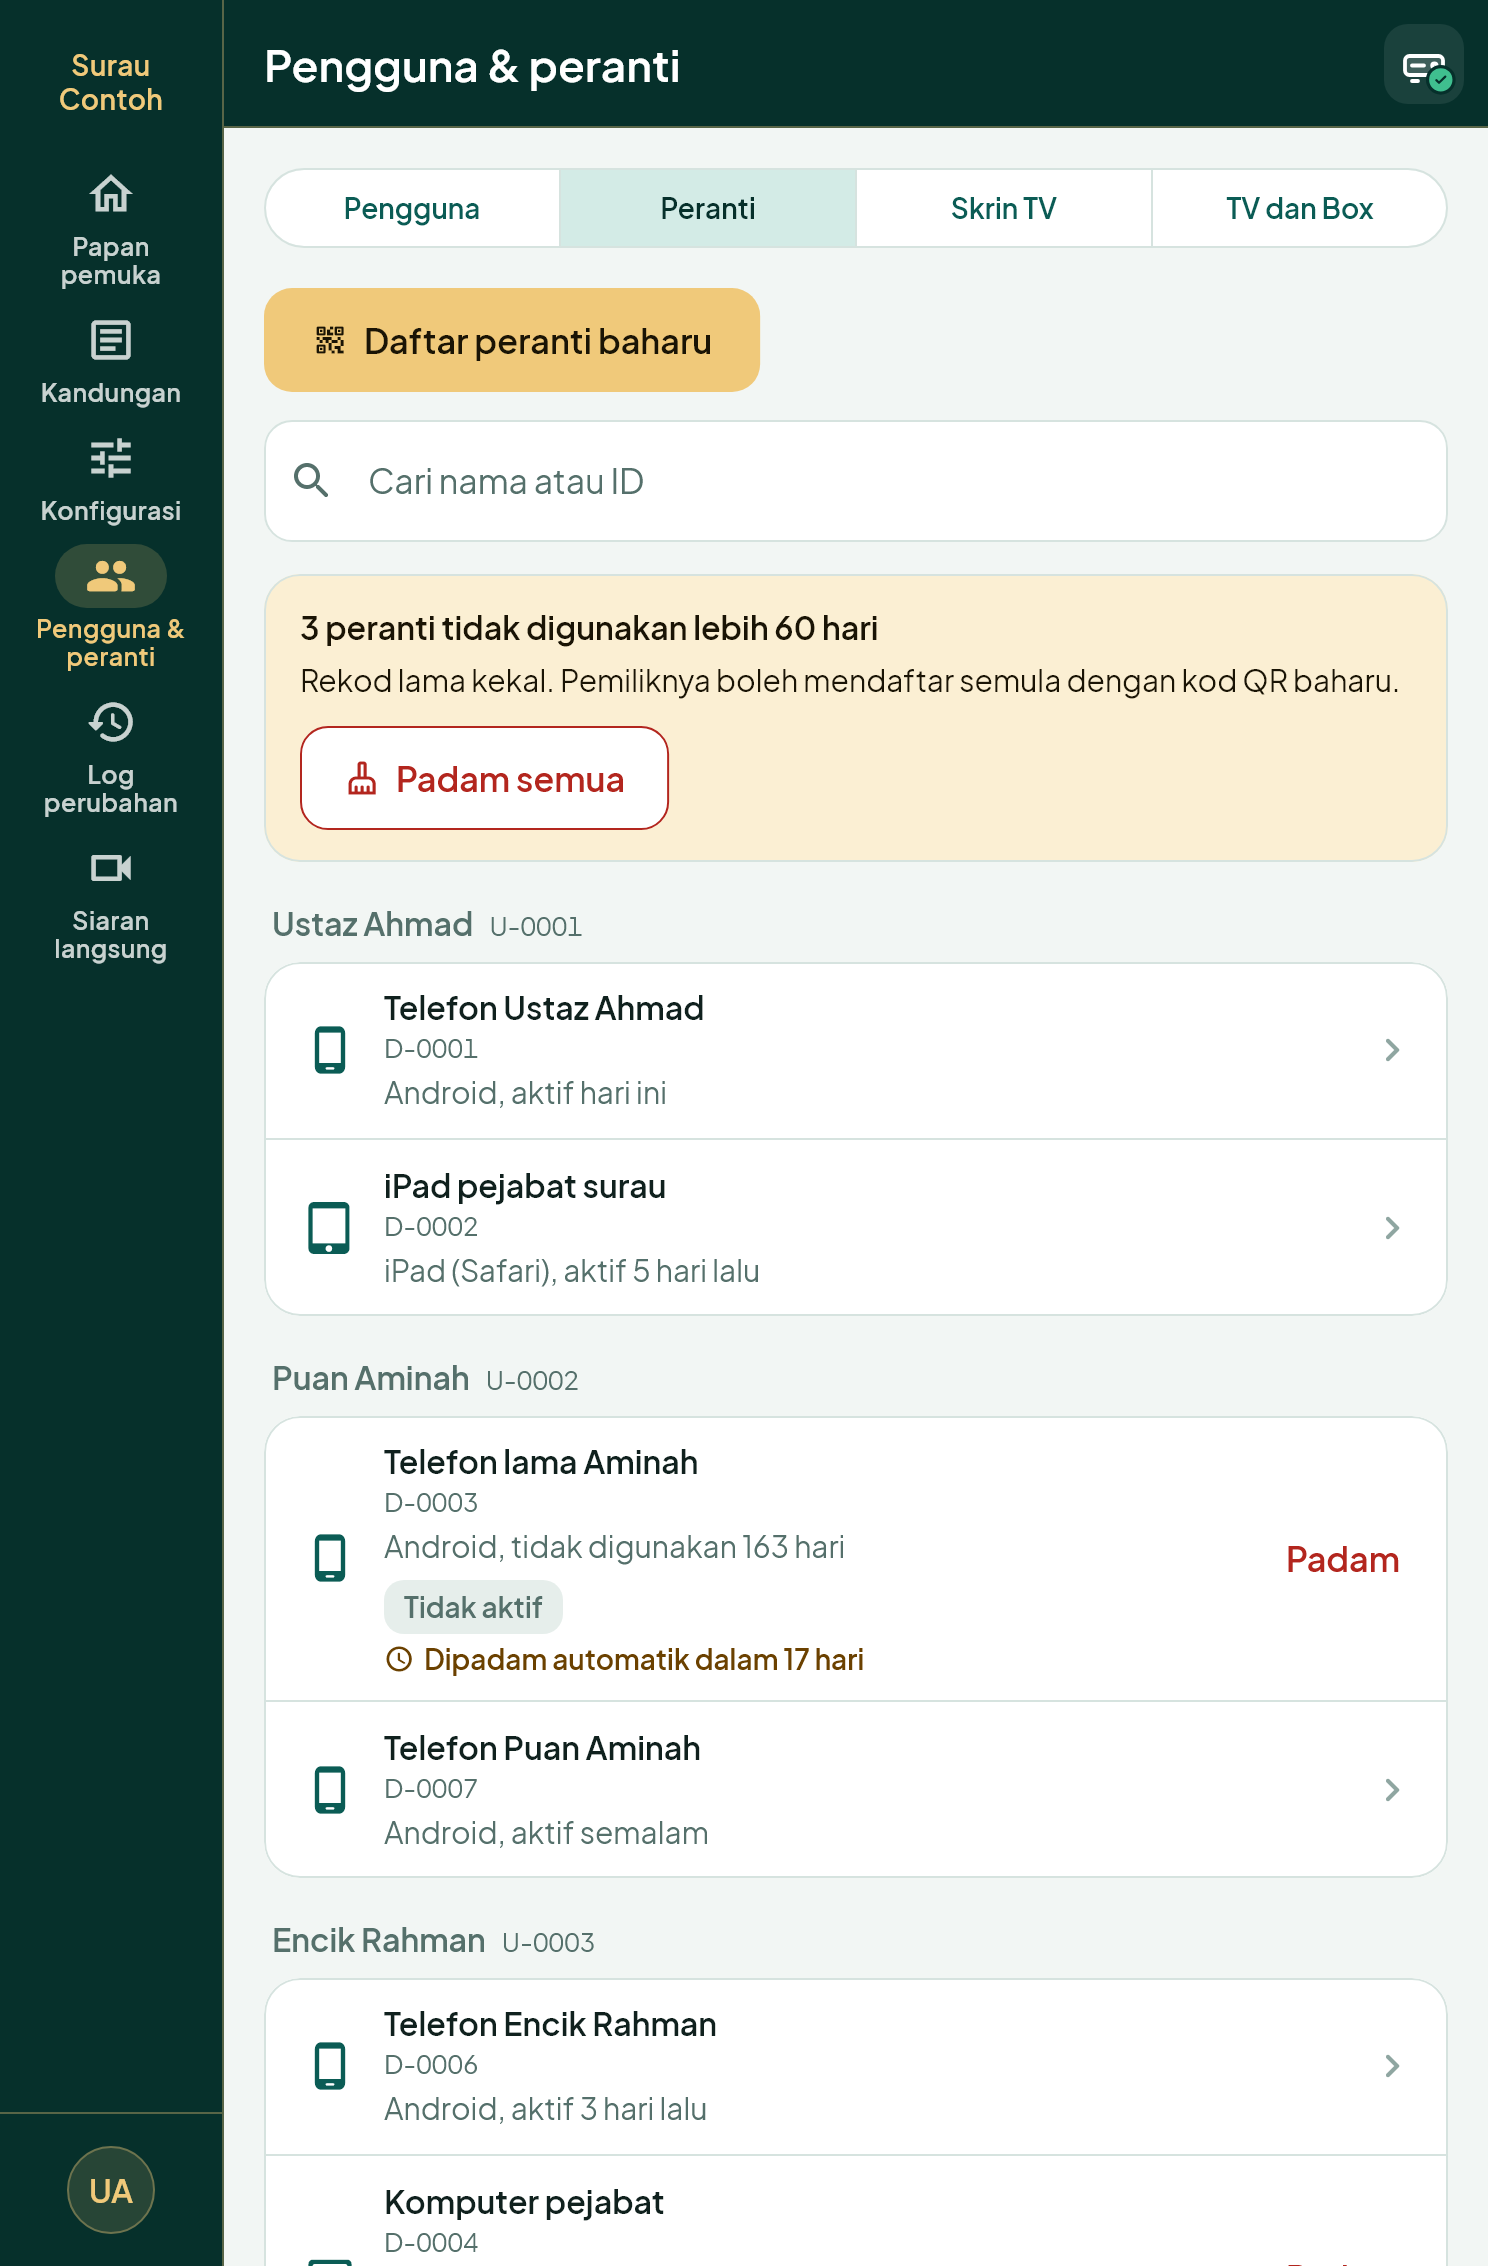 Surau
Contoh
Papan
pemuka
Kandungan
Konfigurasi
Pengguna &
peranti
Log
perubahan
Siaran
langsung
UA
Pengguna & peranti
Pengguna
Peranti
Skrin TV
TV dan Box
Daftar peranti baharu
Cari nama atau ID
3 peranti tidak digunakan lebih 60 hari
Rekod lama kekal. Pemiliknya boleh mendaftar semula dengan kod QR baharu.
Padam semua
Ustaz Ahmad U-0001
Telefon Ustaz Ahmad
D-0001
Android, aktif hari ini
iPad pejabat surau
D-0002
iPad (Safari), aktif 5 hari lalu
Puan Aminah U-0002
Telefon lama Aminah
D-0003
Android, tidak digunakan 163 hari
Padam
Tidak aktif
Dipadam automatik dalam 17 hari
Telefon Puan Aminah
D-0007
Android, aktif semalam
Encik Rahman U-0003
Telefon Encik Rahman
D-0006
Android, aktif 3 hari lalu
Komputer pejabat
D-0004